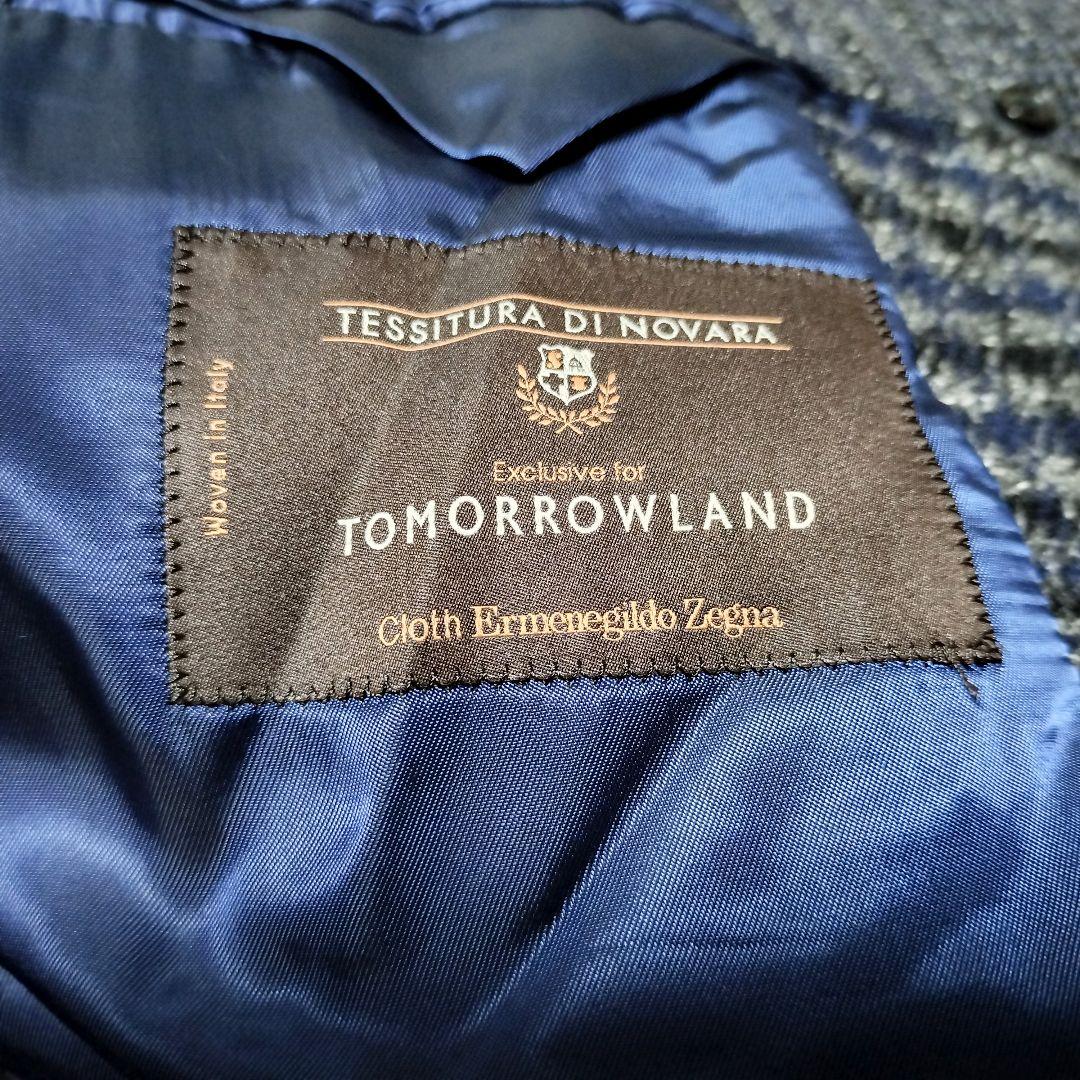 TESSITURA DI NOVARA
Exclusive for
TOMORROWLAND
Cloth Ermenegildo Zegna
Woven in Italy